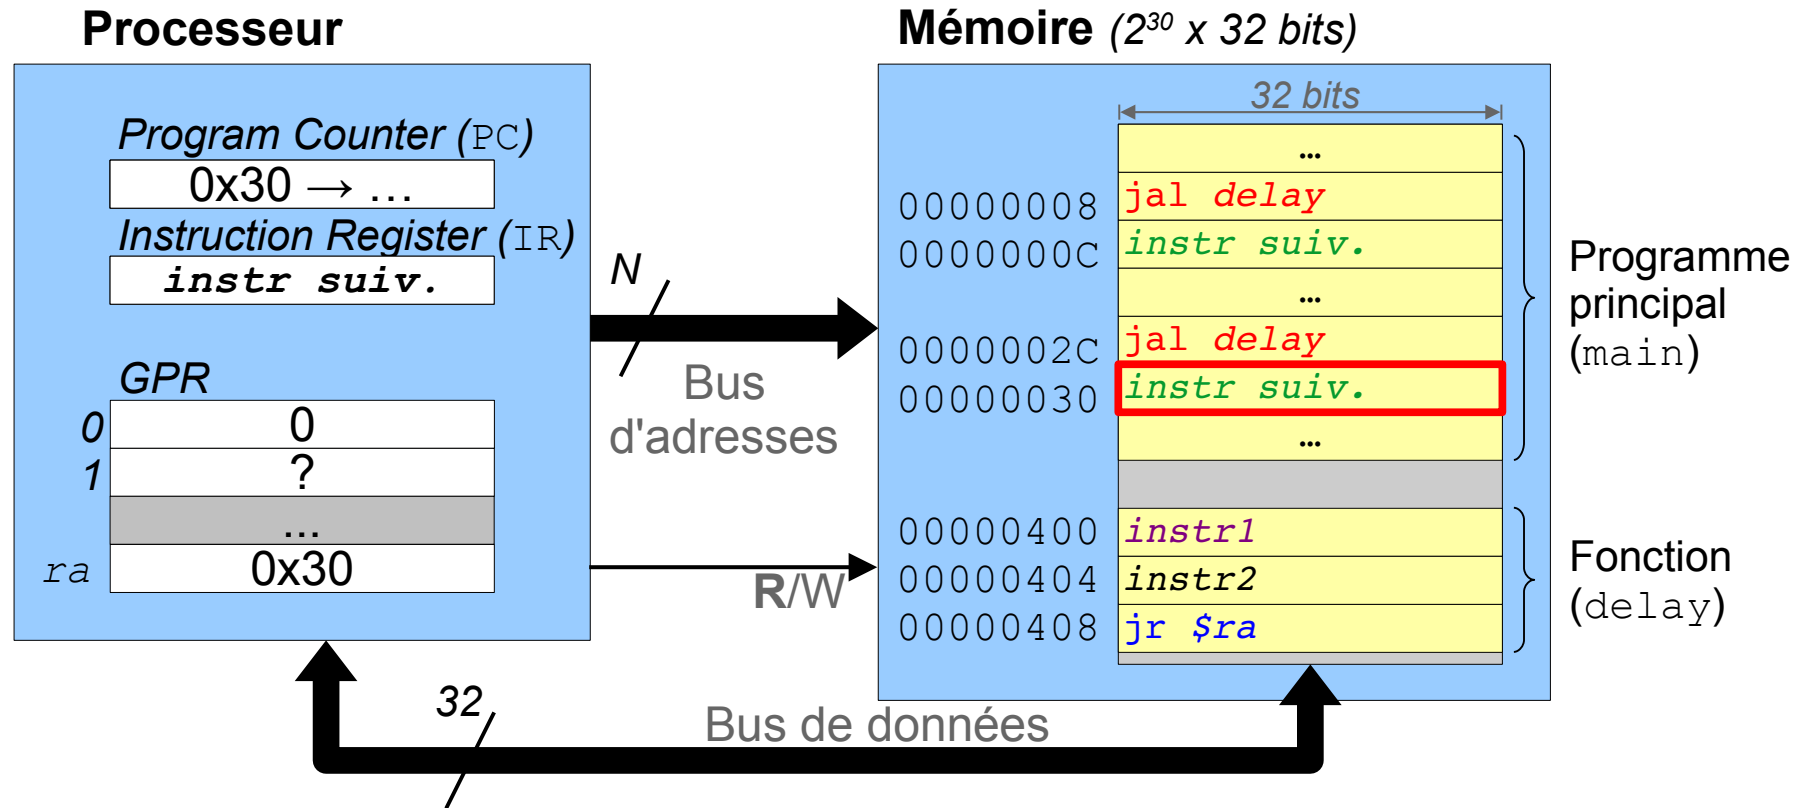 Processeur
Mémoire (2³⁰ x 32 bits)
32 bits
Program Counter (PC)
0x30 → …
Instruction Register (IR)
instr suiv.
GPR
0 0
1 ?
...
ra 0x30
N
Bus
d'adresses
R/W
…
00000008 jal delay
0000000C instr suiv.
…
0000002C jal delay
00000030 instr suiv.
…
00000400 instr1
00000404 instr2
00000408 jr $ra
Programme
principal
(main)
Fonction
(delay)
32
Bus de données